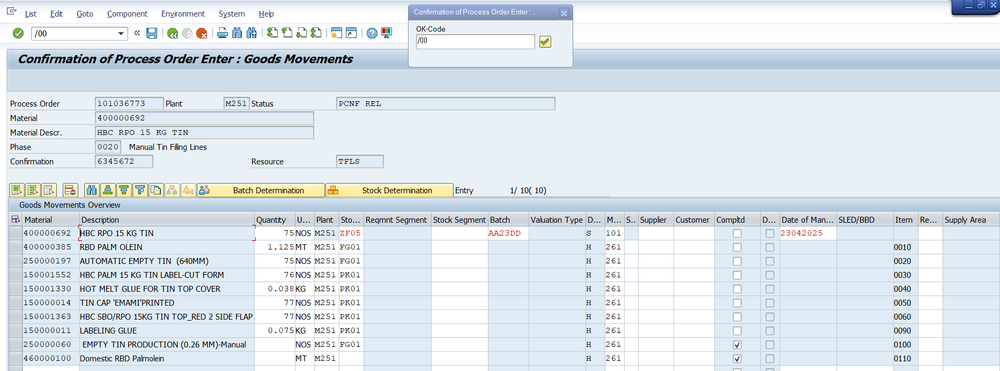 List Edit Goto Component Environment System Help
Confirmation of Process Order Enter : ...
OK-Code
/00
/00
Confirmation of Process Order Enter : Goods Movements
Process Order 101036773 Plant M251 Status PCNF REL
Material 400000692
Material Descr. HBC RPO 15 KG TIN
Phase 0020 Manual Tin Filling Lines
Confirmation 6345672 Resource TFLS
Batch Determination Stock Determination Entry 1/ 10( 10)
Goods Movements Overview
Material Description Quantity U... Plant Sto... Reqmnt Segment Stock Segment Batch Valuation Type D... M... S.. Supplier Customer Compltd D... Date of Man... SLED/BBD Item Re... Supply Area
400000692 HBC RPO 15 KG TIN 75 NOS M251 ZF05 AA23DD S 101 23042025
400000385 RBD PALM OLEIN 1.125 MT M251 FG01 H 261 0010
250000197 AUTOMATIC EMPTY TIN (640MM) 75 NOS M251 FG01 H 261 0020
150001552 HBC PALM 15 KG TIN LABEL-CUT FORM 76 NOS M251 PK01 H 261 0030
150001330 HOT MELT GLUE FOR TIN TOP COVER 0.038 KG M251 PK01 H 261 0040
150000014 TIN CAP 'EMAMI'PRINTED 77 NOS M251 PK01 H 261 0050
150001363 HBC SBO/RPO 15KG TIN TOP_RED 2 SIDE FLAP 77 NOS M251 PK01 H 261 0060
150000011 LABELING GLUE 0.075 KG M251 PK01 H 261 0090
250000060 EMPTY TIN PRODUCTION (0.26 MM)-Manual NOS M251 FG01 H 261 0100
460000100 Domestic RBD Palmolein MT M251 H 261 0110